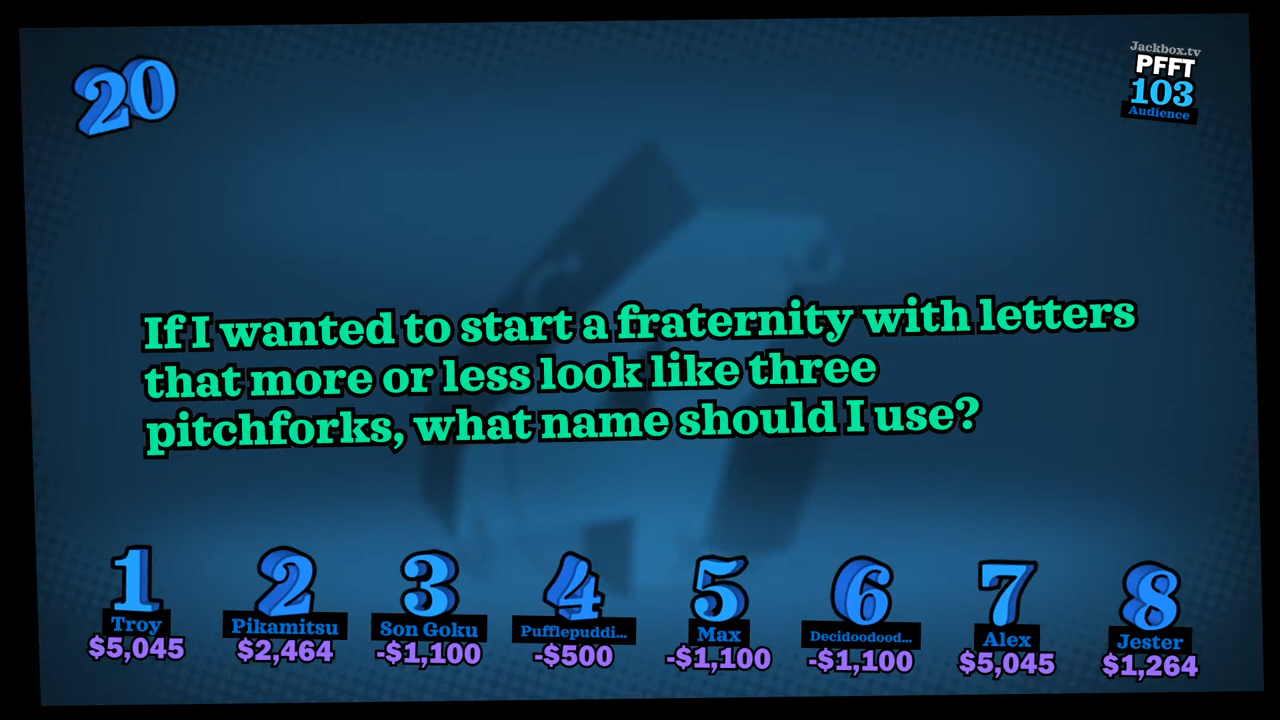 20
Jackbox.tv
PFFT
103
Audience
If I wanted to start a fraternity with letters
that more or less look like three
pitchforks, what name should I use?
1 2 3 4 5 6 7 8
Troy Pikamitsu Son Goku Pufflepuddi... Max Decidoodood... Alex Jester
$5,045 $2,464 -$1,100 -$500 -$1,100 -$1,100 $5,045 $1,264